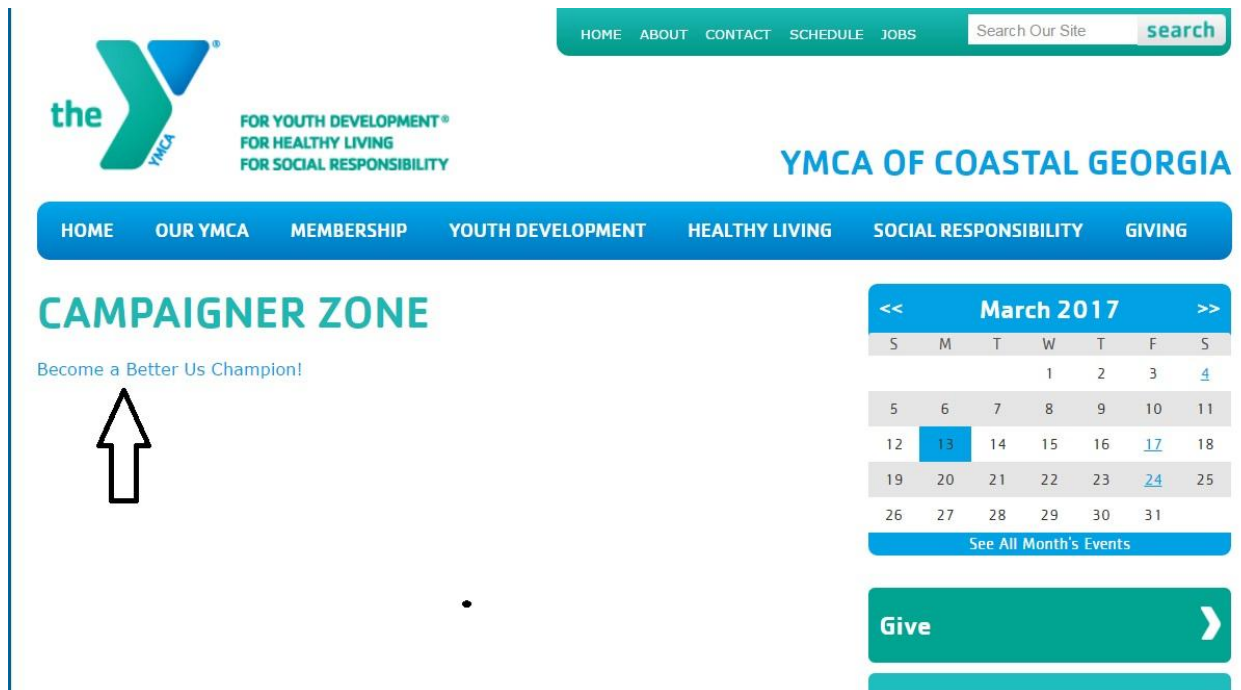 HOME ABOUT CONTACT SCHEDULE JOBS Search Our Site search
the
YMCA
FOR YOUTH DEVELOPMENT®
FOR HEALTHY LIVING
FOR SOCIAL RESPONSIBILITY
YMCA OF COASTAL GEORGIA
HOME OUR YMCA MEMBERSHIP YOUTH DEVELOPMENT HEALTHY LIVING SOCIAL RESPONSIBILITY GIVING
CAMPAIGNER ZONE
Become a Better Us Champion!
<< March 2017 >>
S M T W T F S
1 2 3 4
5 6 7 8 9 10 11
12 13 14 15 16 17 18
19 20 21 22 23 24 25
26 27 28 29 30 31
See All Month's Events
Give